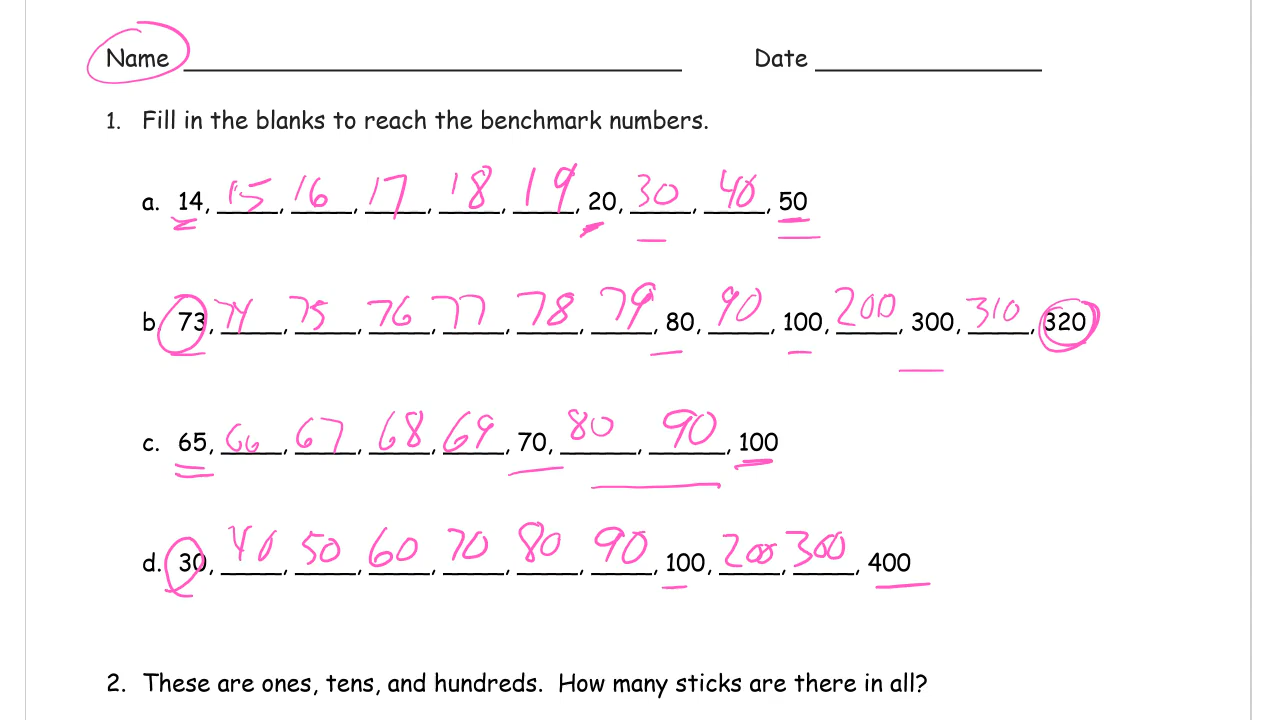 Name ____________ Date ____________
1. Fill in the blanks to reach the benchmark numbers.
a. 14, 15, 16, 17, 18, 19, 20, 30, 40, 50
b. 73, 74, 75, 76, 77, 78, 79, 80, 90, 100, 200, 300, 310, 320
c. 65, 66, 67, 68, 69, 70, 80, 90, 100
d. 30, 40, 50, 60, 70, 80, 90, 100, 200, 300, 400
2. These are ones, tens, and hundreds. How many sticks are there in all?